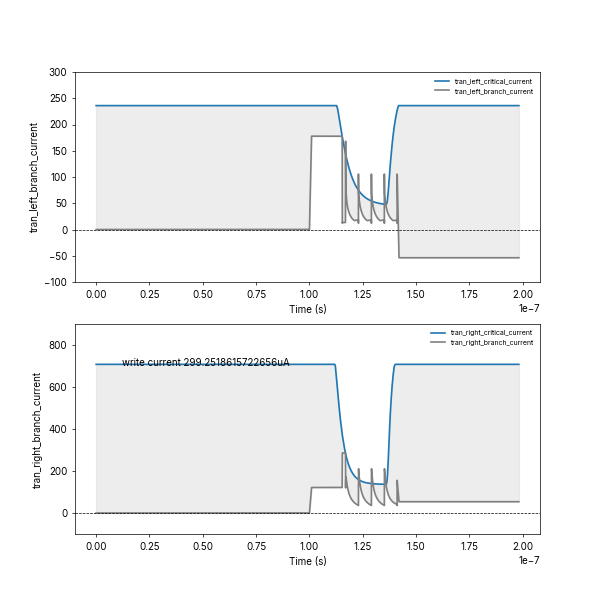 300
250
200
150
100
50
0
−50
−100
tran_left_branch_current
tran_left_critical_current
tran_left_branch_current
0.00 0.25 0.50 0.75 1.00 1.25 1.50 1.75 2.00
Time (s)
1e−7
800
600
400
200
0
tran_right_branch_current
tran_right_critical_current
tran_right_branch_current
write current 299.2518615722656uA
0.00 0.25 0.50 0.75 1.00 1.25 1.50 1.75 2.00
Time (s)
1e−7